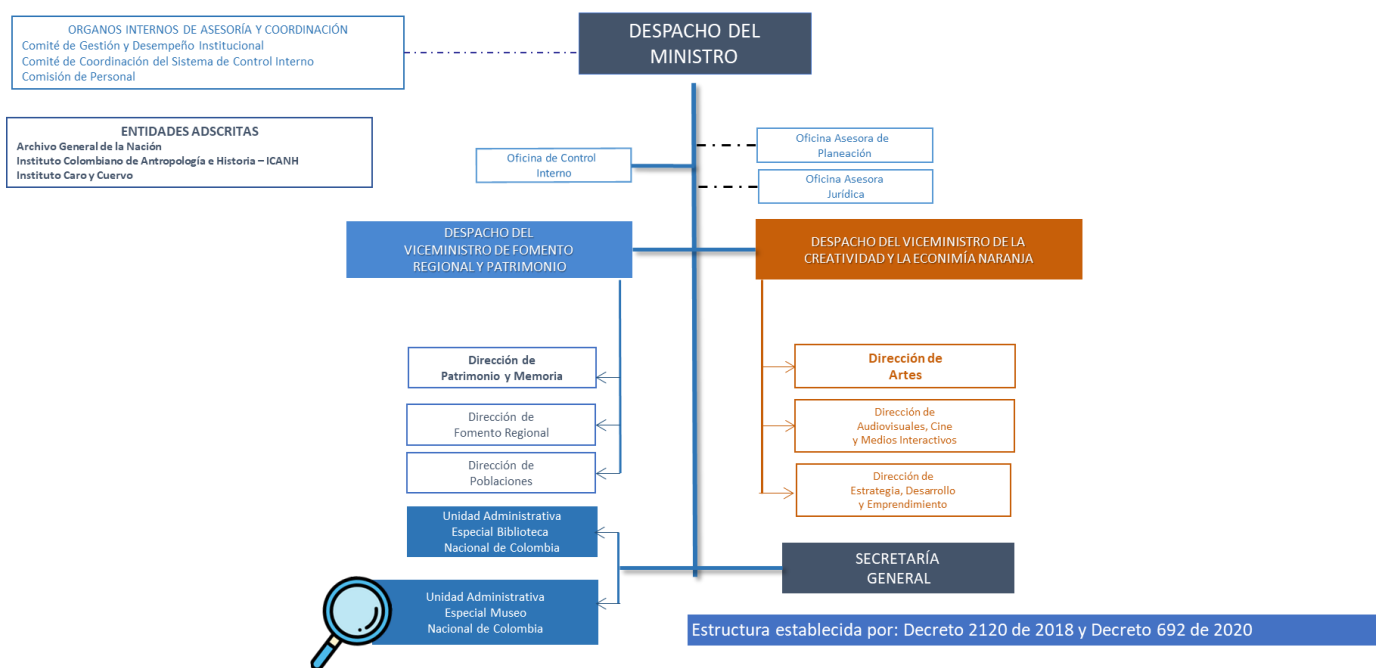 ORGANOS INTERNOS DE ASESORÍA Y COORDINACIÓN
Comité de Gestión y Desempeño Institucional
Comité de Coordinación del Sistema de Control Interno
Comisión de Personal
DESPACHO DEL
MINISTRO
ENTIDADES ADSCRITAS
Archivo General de la Nación
Instituto Colombiano de Antropología e Historia – ICANH
Instituto Caro y Cuervo
Oficina de Control
Interno
Oficina Asesora de
Planeación
Oficina Asesora
Jurídica
DESPACHO DEL
VICEMINISTRO DE FOMENTO
REGIONAL Y PATRIMONIO
DESPACHO DEL VICEMINISTRO DE LA
CREATIVIDAD Y LA ECONIMÍA NARANJA
Dirección de
Patrimonio y Memoria
Dirección de
Fomento Regional
Dirección de
Poblaciones
Dirección de
Artes
Dirección de
Audiovisuales, Cine
y Medios Interactivos
Dirección de
Estrategia, Desarrollo
y Emprendimiento
Unidad Administrativa
Especial Biblioteca
Nacional de Colombia
SECRETARÍA
GENERAL
Unidad Administrativa
Especial Museo
Nacional de Colombia
Estructura establecida por: Decreto 2120 de 2018 y Decreto 692 de 2020